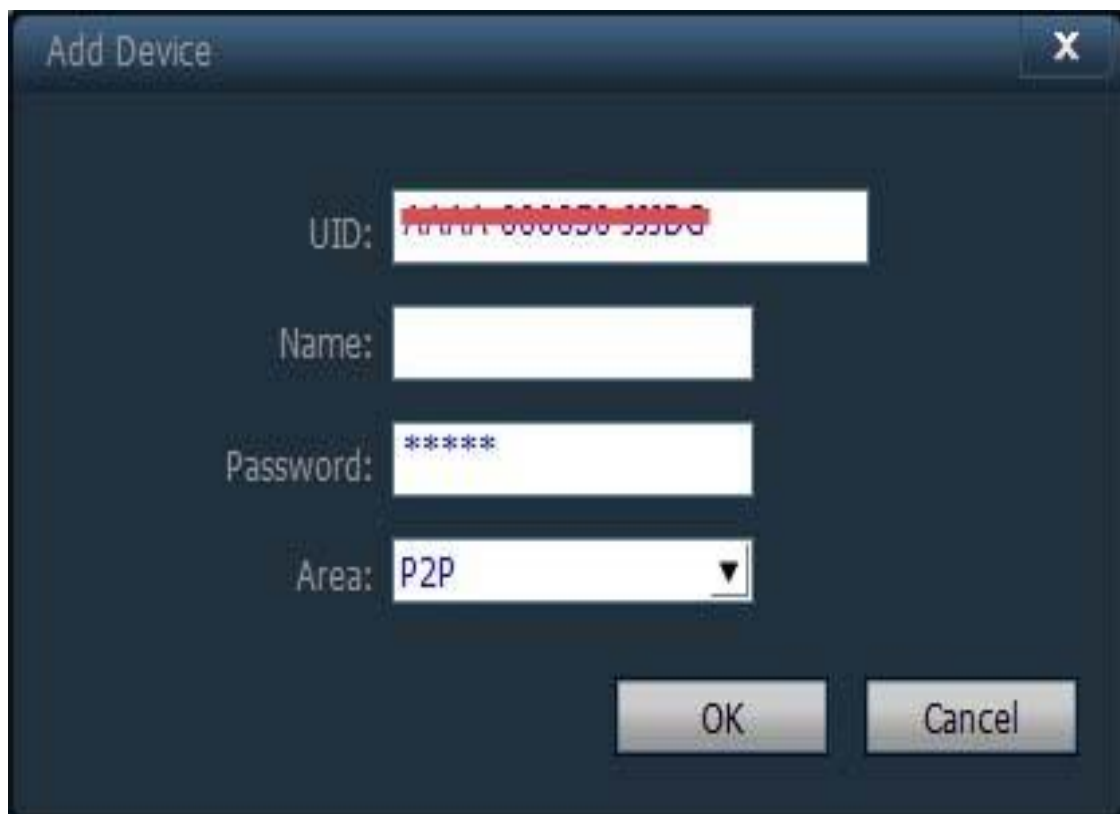 Add Device
X
UID:
Name:
Password: *****
Area: P2P ▼
OK Cancel